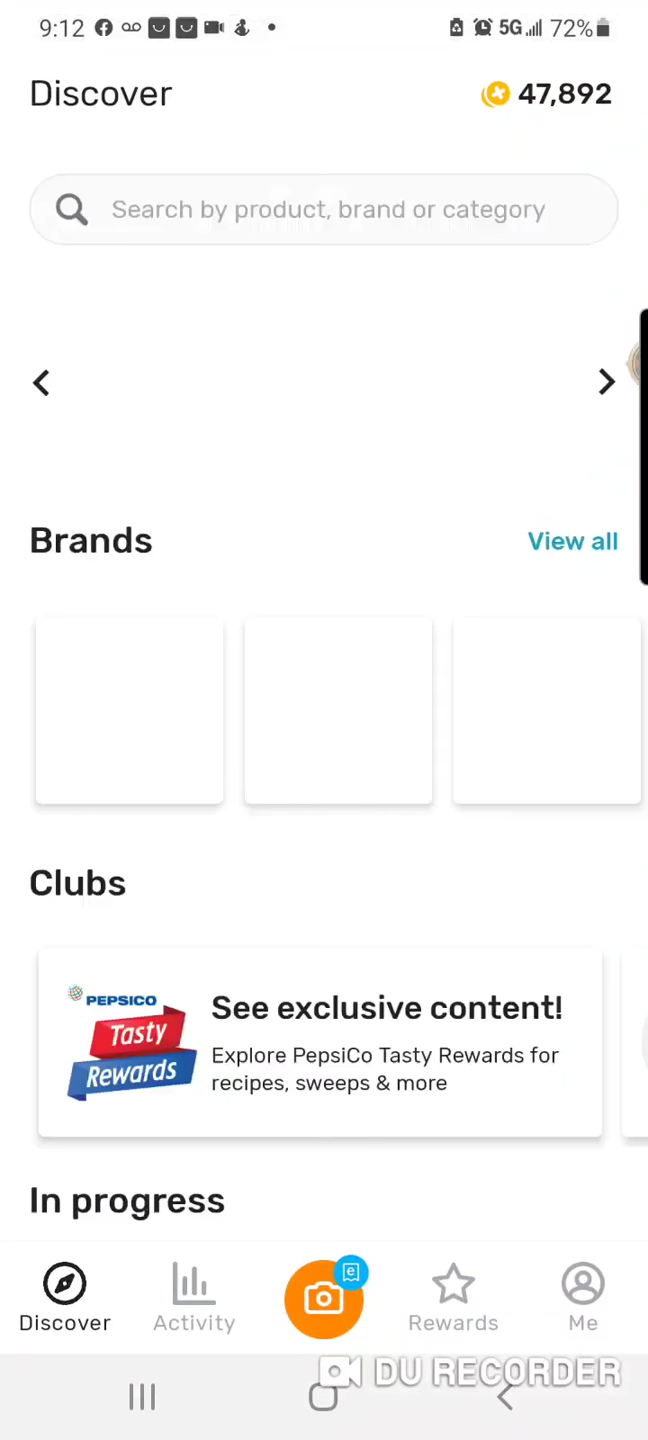 9:12
5G
72%
Discover
47,892
Search by product, brand or category
Brands
View all
Clubs
PEPSICO
Tasty
Rewards
See exclusive content!
Explore PepsiCo Tasty Rewards for
recipes, sweeps & more
In progress
e
Discover
Activity
Rewards
Me
DU RECORDER